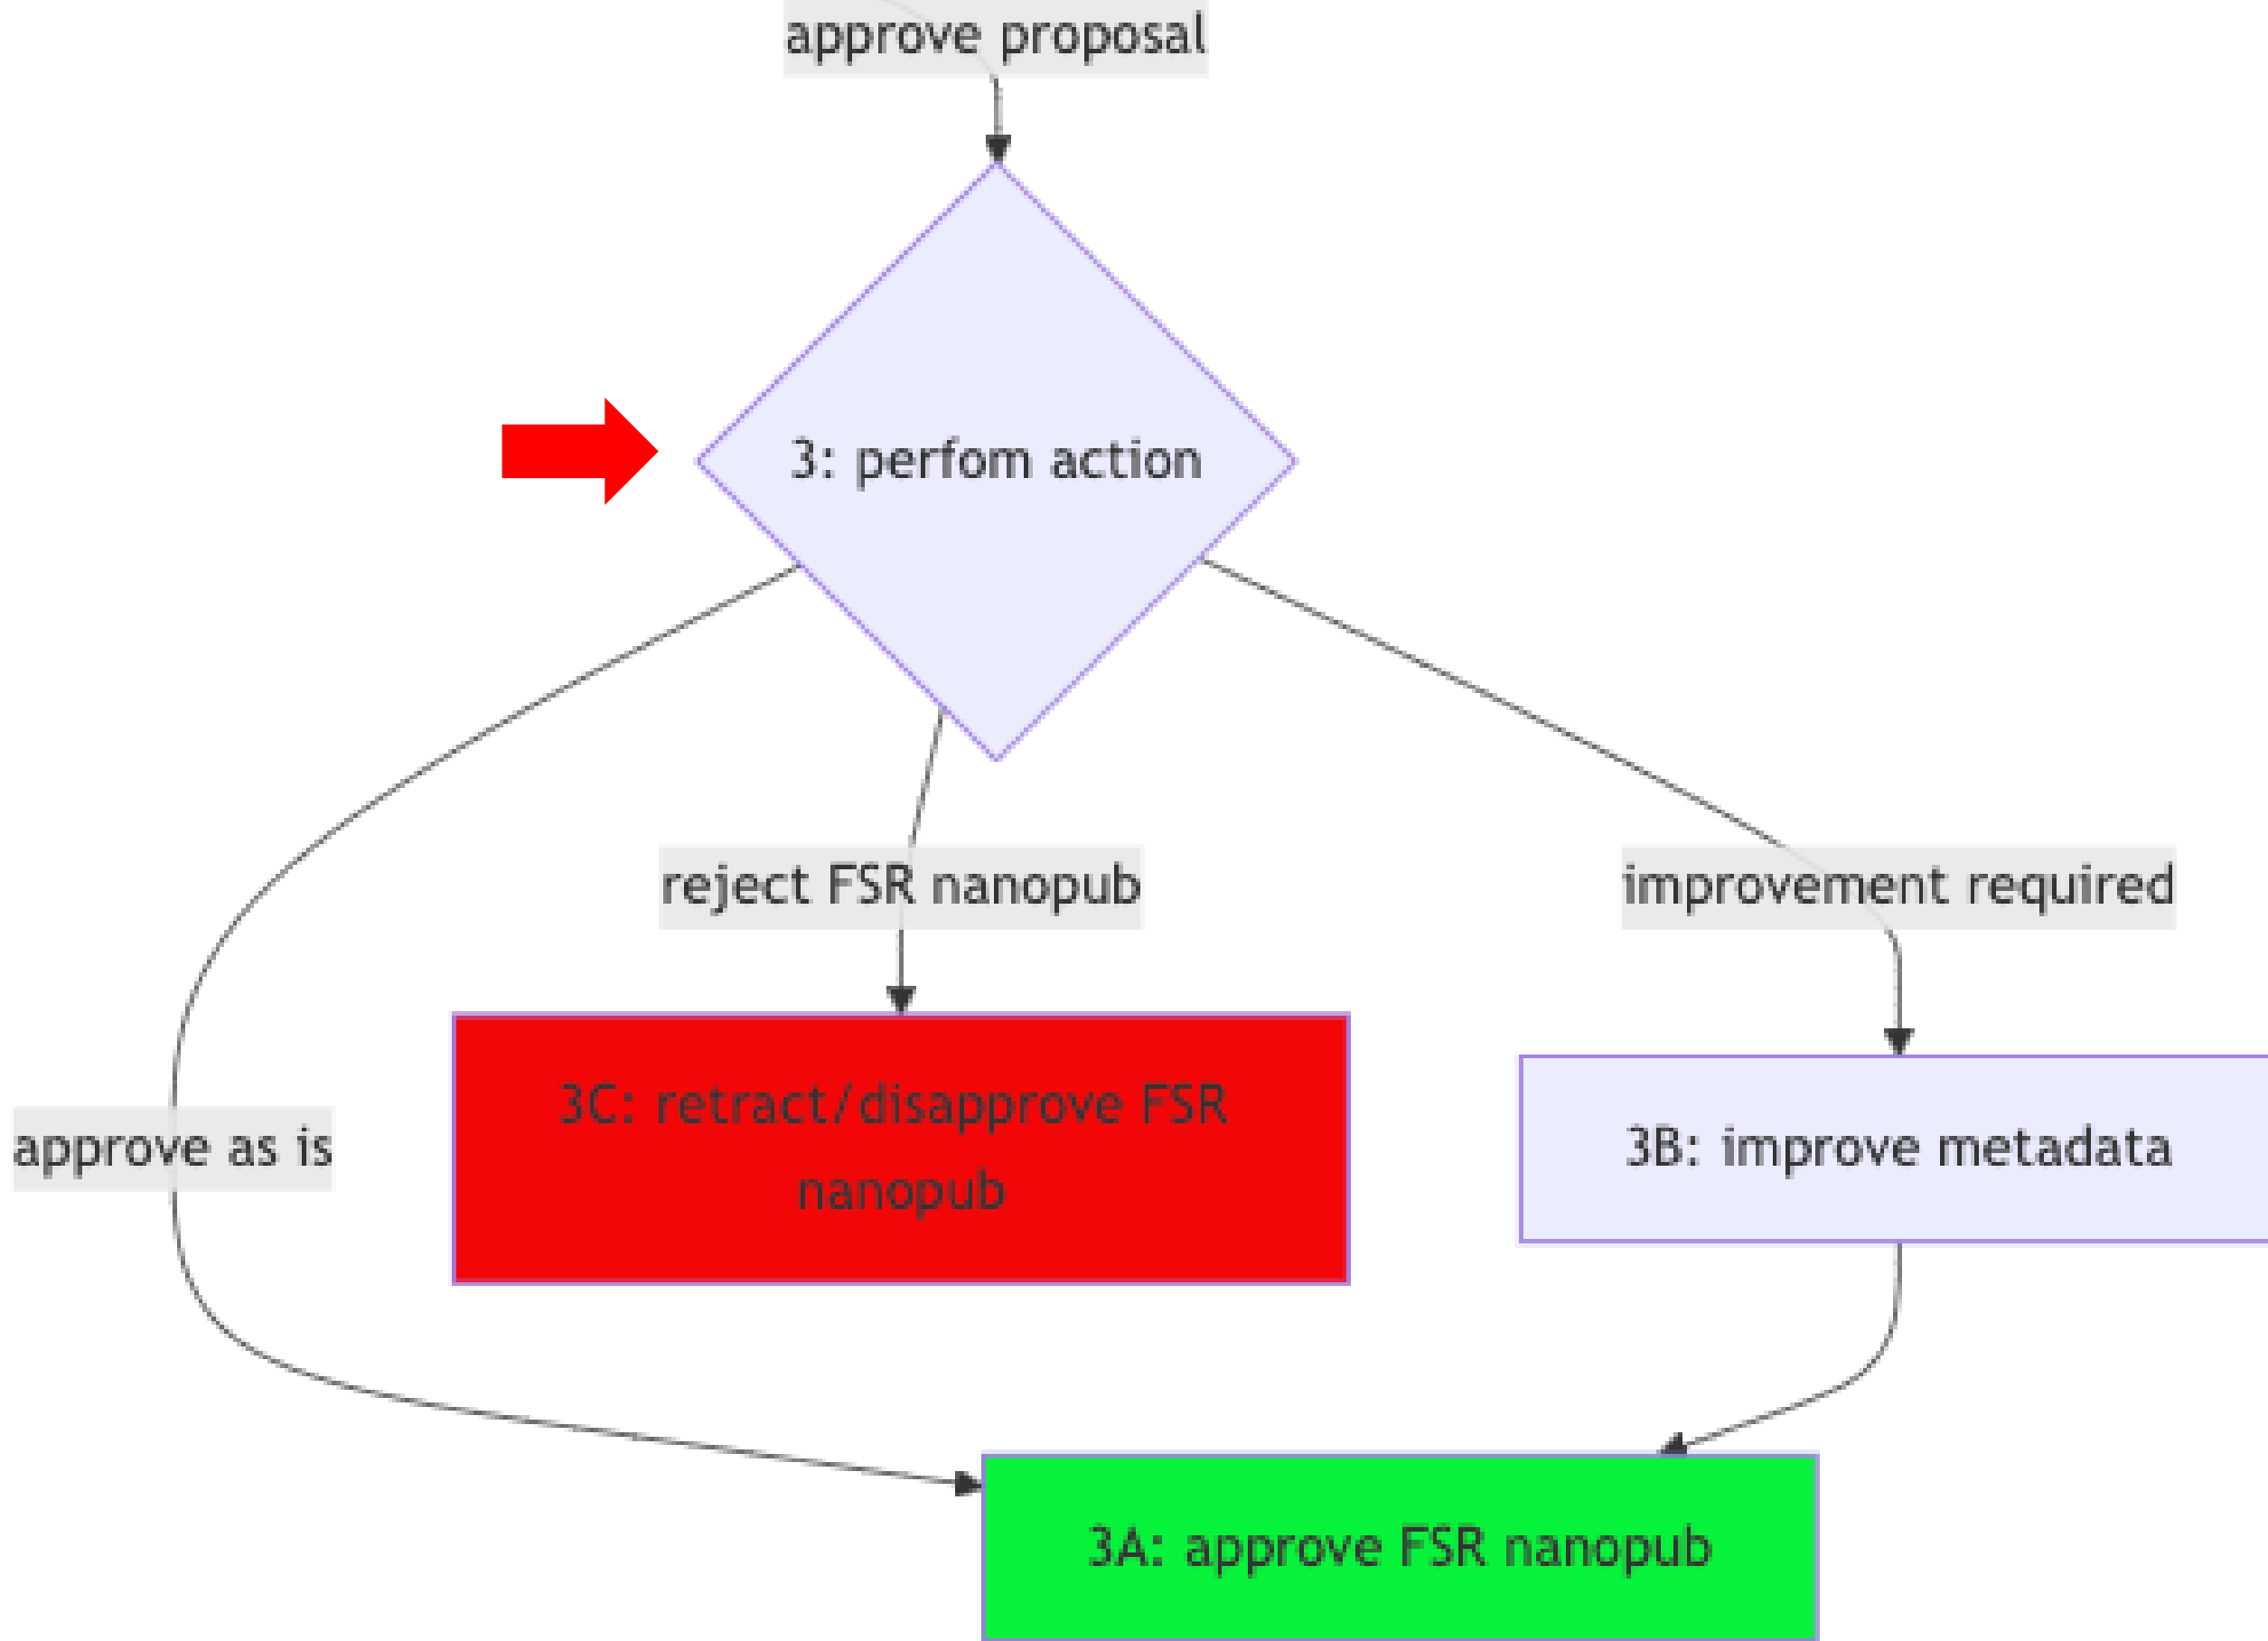 approve proposal
3: perfom action
reject FSR nanopub
improvement required
3C: retract/disapprove FSR
nanopub
approve as is
3B: improve metadata
3A: approve FSR nanopub